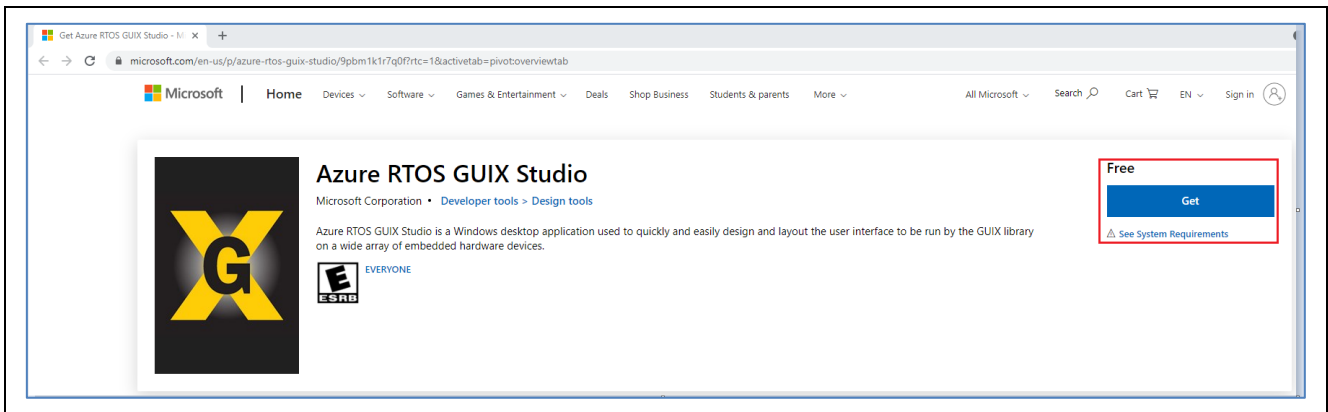 Get Azure RTOS GUIX Studio - M
microsoft.com/en-us/p/azure-rtos-guix-studio/9pbm1k1r7q0f?rtc=1&activetab=pivot:overviewtab
Microsoft Home Devices Software Games & Entertainment Deals Shop Business Students & parents More All Microsoft Search Cart EN Sign in
Azure RTOS GUIX Studio
Free
Microsoft Corporation • Developer tools > Design tools
Get
Azure RTOS GUIX Studio is a Windows desktop application used to quickly and easily design and layout the user interface to be run by the GUIX library
on a wide array of embedded hardware devices.
See System Requirements
G
E
ESRB
EVERYONE